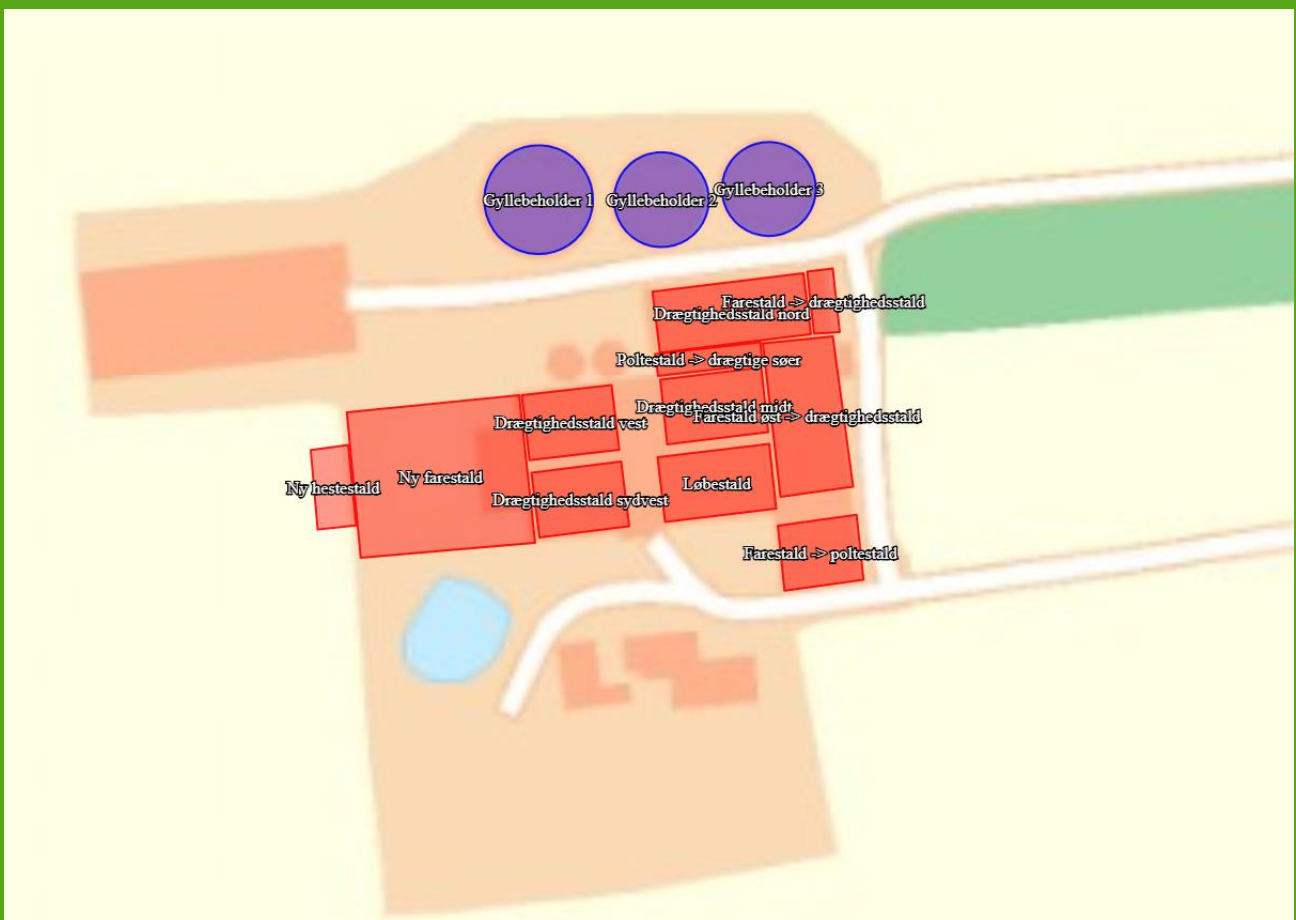 Gyllebeholder 1
Gyllebeholder 2
Gyllebeholder 3
Farestald -> drægtighedsstald
Drægtighedsstald nord
Poltestald -> drægtige søer
Drægtighedsstald midt
Farestald øst -> drægtighedsstald
Drægtighedsstald vest
Ny farestald
Ny hestestald
Drægtighedsstald sydvest
Løbestald
Farestald -> poltestald